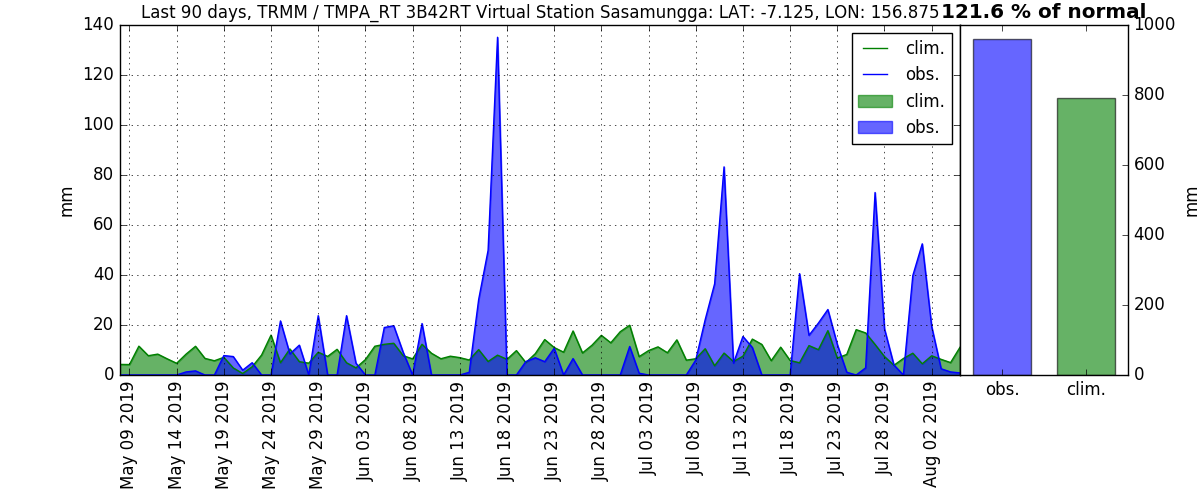 Last 90 days, TRMM / TMPA_RT 3B42RT Virtual Station Sasamungga: LAT: -7.125, LON: 156.875
121.6 % of normal
140
120
100
80
60
40
20
0
mm
clim.
obs.
clim.
obs.
May 09 2019
May 14 2019
May 19 2019
May 24 2019
May 29 2019
Jun 03 2019
Jun 08 2019
Jun 13 2019
Jun 18 2019
Jun 23 2019
Jun 28 2019
Jul 03 2019
Jul 08 2019
Jul 13 2019
Jul 18 2019
Jul 23 2019
Jul 28 2019
Aug 02 2019
1000
800
600
400
200
0
mm
obs.
clim.